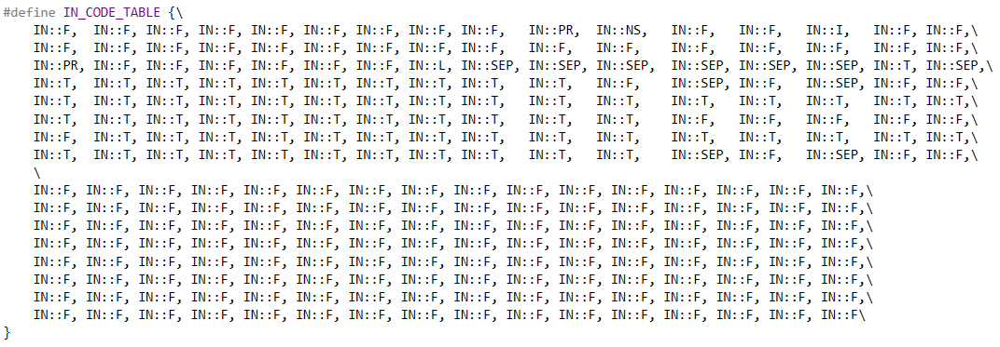 #define IN_CODE_TABLE {\
IN::F, IN::F, IN::F, IN::F, IN::F, IN::F, IN::F, IN::F, IN::F, IN::PR, IN::NS, IN::F, IN::F, IN::I, IN::F, IN::F,\
IN::F, IN::F, IN::F, IN::F, IN::F, IN::F, IN::F, IN::F, IN::F, IN::F, IN::F, IN::F, IN::F, IN::F, IN::F, IN::F,\
IN::PR, IN::F, IN::F, IN::F, IN::F, IN::F, IN::F, IN::L, IN::SEP, IN::SEP, IN::SEP, IN::SEP, IN::SEP, IN::SEP, IN::T, IN::SEP,\
IN::T, IN::T, IN::T, IN::T, IN::T, IN::T, IN::T, IN::T, IN::T, IN::T, IN::F, IN::SEP, IN::F, IN::SEP, IN::F, IN::F,\
IN::T, IN::T, IN::T, IN::T, IN::T, IN::T, IN::T, IN::T, IN::T, IN::T, IN::T, IN::T, IN::T, IN::T, IN::T, IN::T,\
IN::T, IN::T, IN::T, IN::T, IN::T, IN::T, IN::T, IN::T, IN::T, IN::T, IN::T, IN::F, IN::F, IN::F, IN::F, IN::F,\
IN::F, IN::T, IN::T, IN::T, IN::T, IN::T, IN::T, IN::T, IN::T, IN::T, IN::T, IN::T, IN::T, IN::T, IN::T, IN::T,\
IN::T, IN::T, IN::T, IN::T, IN::T, IN::T, IN::T, IN::T, IN::T, IN::T, IN::T, IN::SEP, IN::F, IN::SEP, IN::F, IN::F,\
\
IN::F, IN::F, IN::F, IN::F, IN::F, IN::F, IN::F, IN::F, IN::F, IN::F, IN::F, IN::F, IN::F, IN::F, IN::F, IN::F,\
IN::F, IN::F, IN::F, IN::F, IN::F, IN::F, IN::F, IN::F, IN::F, IN::F, IN::F, IN::F, IN::F, IN::F, IN::F, IN::F,\
IN::F, IN::F, IN::F, IN::F, IN::F, IN::F, IN::F, IN::F, IN::F, IN::F, IN::F, IN::F, IN::F, IN::F, IN::F, IN::F,\
IN::F, IN::F, IN::F, IN::F, IN::F, IN::F, IN::F, IN::F, IN::F, IN::F, IN::F, IN::F, IN::F, IN::F, IN::F, IN::F,\
IN::F, IN::F, IN::F, IN::F, IN::F, IN::F, IN::F, IN::F, IN::F, IN::F, IN::F, IN::F, IN::F, IN::F, IN::F, IN::F,\
IN::F, IN::F, IN::F, IN::F, IN::F, IN::F, IN::F, IN::F, IN::F, IN::F, IN::F, IN::F, IN::F, IN::F, IN::F, IN::F,\
IN::F, IN::F, IN::F, IN::F, IN::F, IN::F, IN::F, IN::F, IN::F, IN::F, IN::F, IN::F, IN::F, IN::F, IN::F, IN::F,\
IN::F, IN::F, IN::F, IN::F, IN::F, IN::F, IN::F, IN::F, IN::F, IN::F, IN::F, IN::F, IN::F, IN::F, IN::F, IN::F\
}